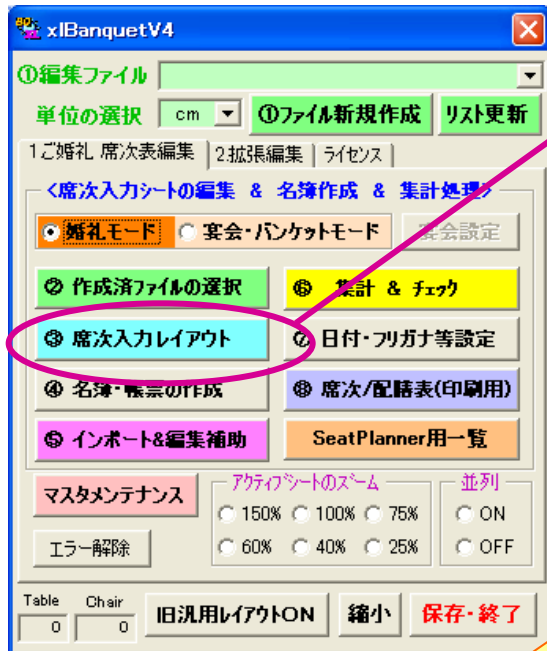 xlBanquetV4
①編集ファイル
単位の選択 cm ①ファイル新規作成 リスト更新
1ご婚礼 席次表編集 2拡張編集 ライセンス
<席次入力シートの編集 & 名簿作成 & 集計処理>
婚礼モード 宴会・バンケットモード 宴会設定
② 作成済ファイルの選択 ⑥ 集計 & チェック
③ 席次入力レイアウト ⑦ 日付・フリガナ等設定
④ 名簿・帳票の作成 ⑧ 席次/配膳表(印刷用)
⑤ インポート&編集補助 SeatPlanner用一覧
マスタメンテナンス アクティブシートのズーム 並列
150% 100% 75% ON
エラー解除 60% 40% 25% OFF
Table Chair
0 0 旧汎用レイアウトON 縮小 保存・終了